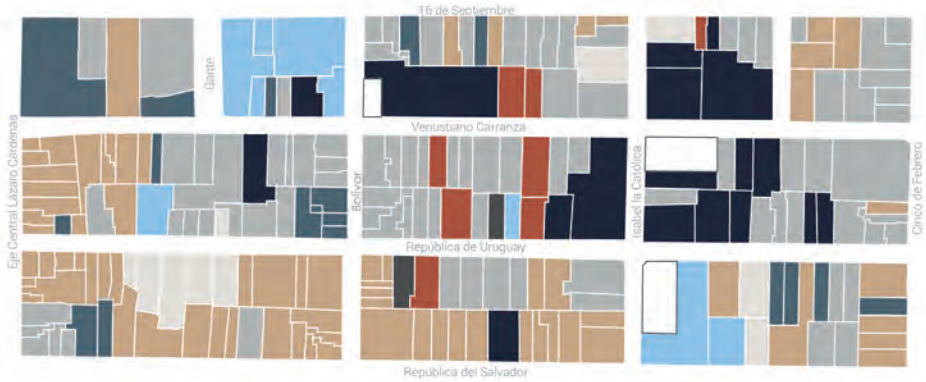 16 de Septiembre
Gante
Venustiano Carranza
Eje Central Lázaro Cárdenas
Bolívar
Isabel la Católica
Cinco de Febrero
República de Uruguay
República del Salvador